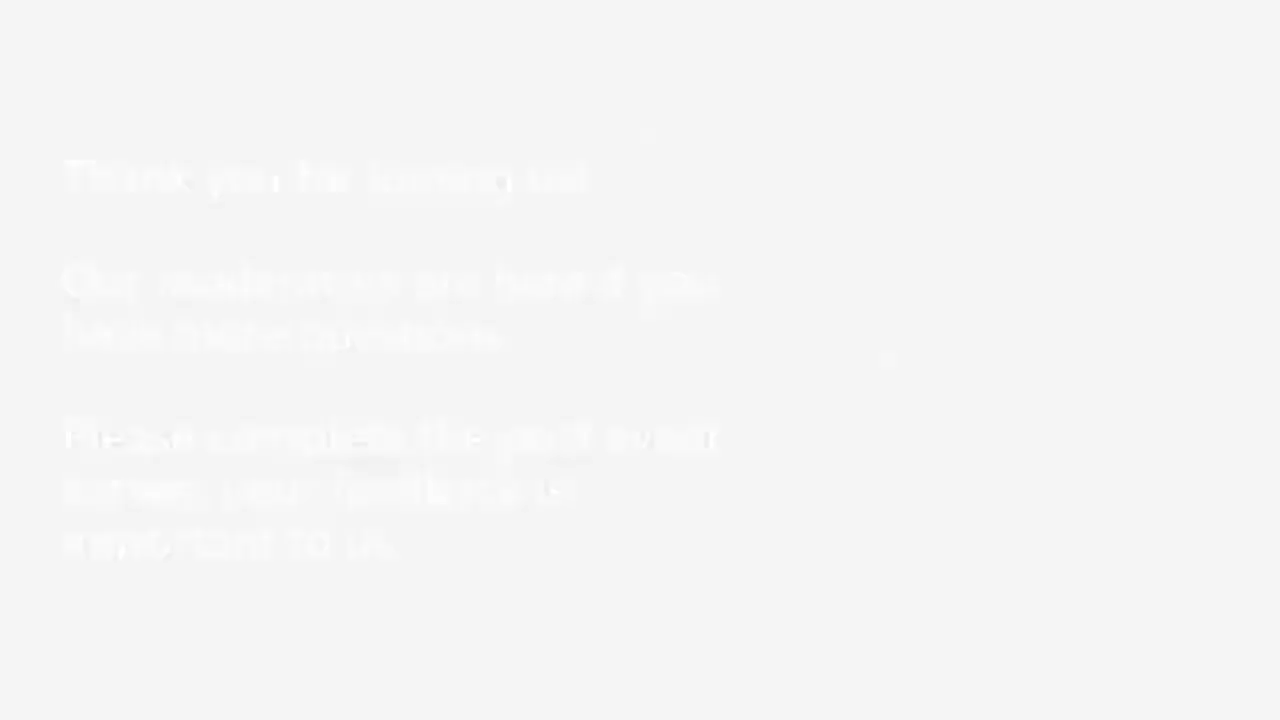 Thank you for joining us!
Our moderators are here if you
have more questions.
Please complete the post event
survey, your feedback is
important to us.